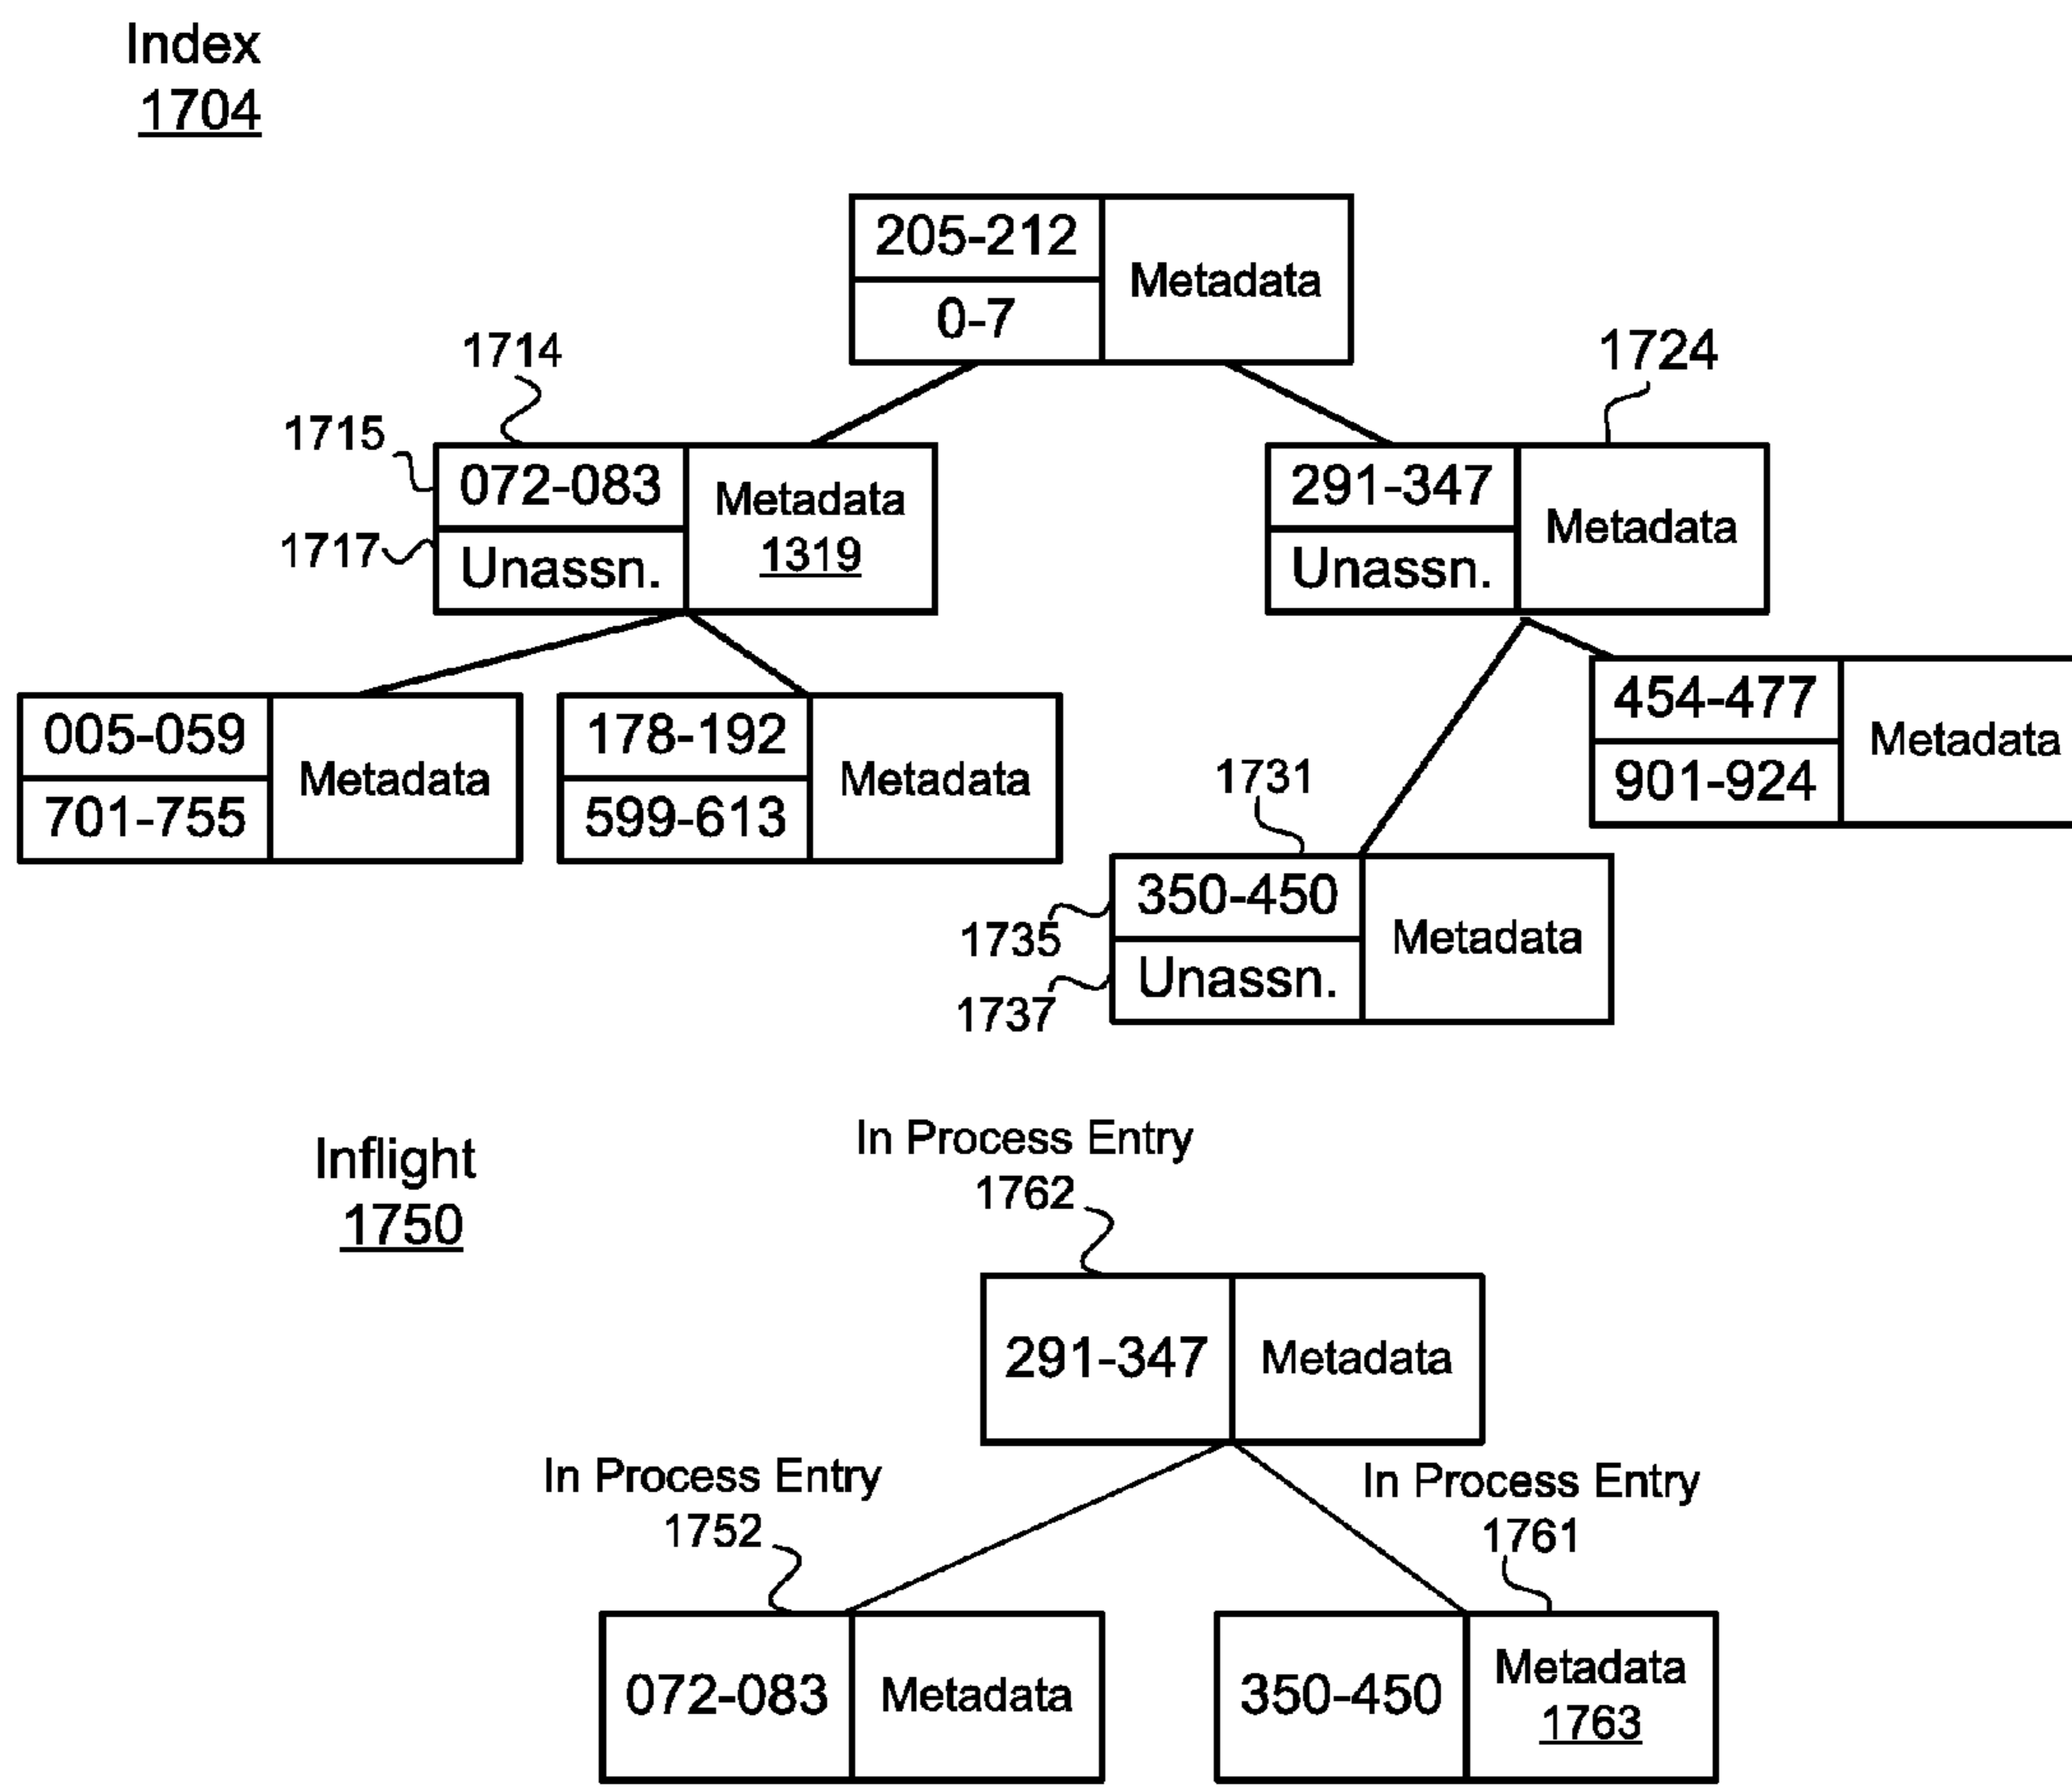 Index
1704
205-212
Metadata
0-7
1714
1724
1715
072-083
Metadata
1319
1717
Unassn.
291-347
Metadata
Unassn.
005-059
Metadata
701-755
178-192
Metadata
599-613
454-477
Metadata
901-924
1731
350-450
Metadata
1735
Unassn.
1737
Inflight
1750
In Process Entry
1762
291-347
Metadata
In Process Entry
1752
In Process Entry
1761
072-083
Metadata
350-450
Metadata
1763